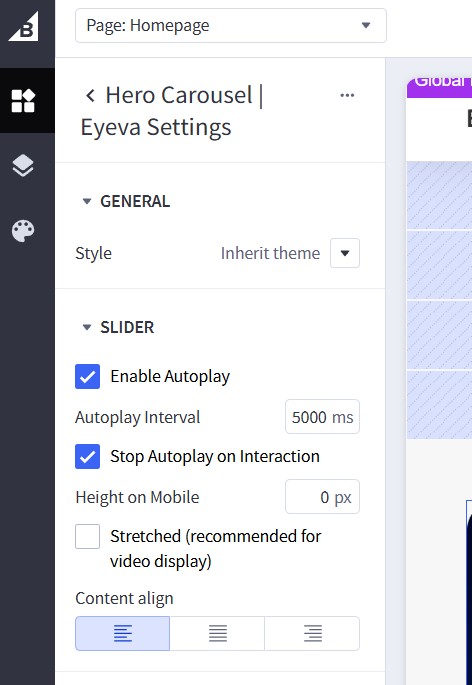 B
Page: Homepage
Global
Hero Carousel |
Eyeva Settings
GENERAL
Style
Inherit theme
SLIDER
Enable Autoplay
Autoplay Interval
5000 ms
Stop Autoplay on Interaction
Height on Mobile
0 px
Stretched (recommended for
video display)
Content align